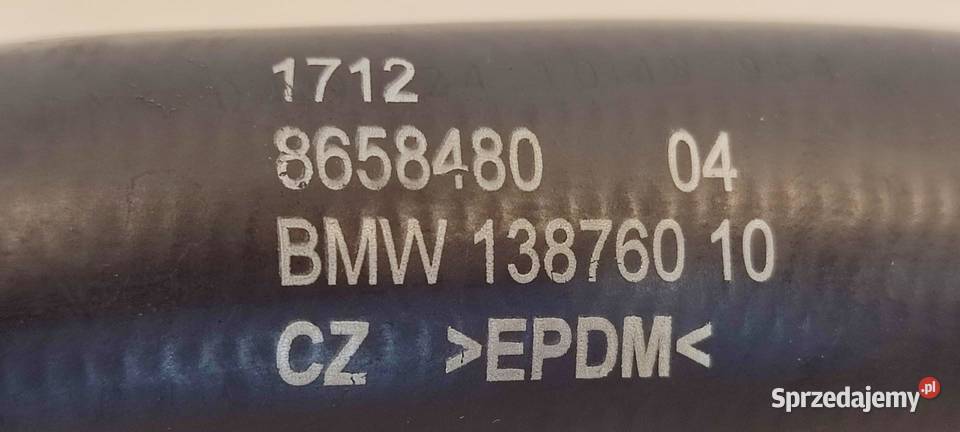 1712
8658480 04
BMW 138760 10
CZ >EPDM<
Sprzedajemy.pl